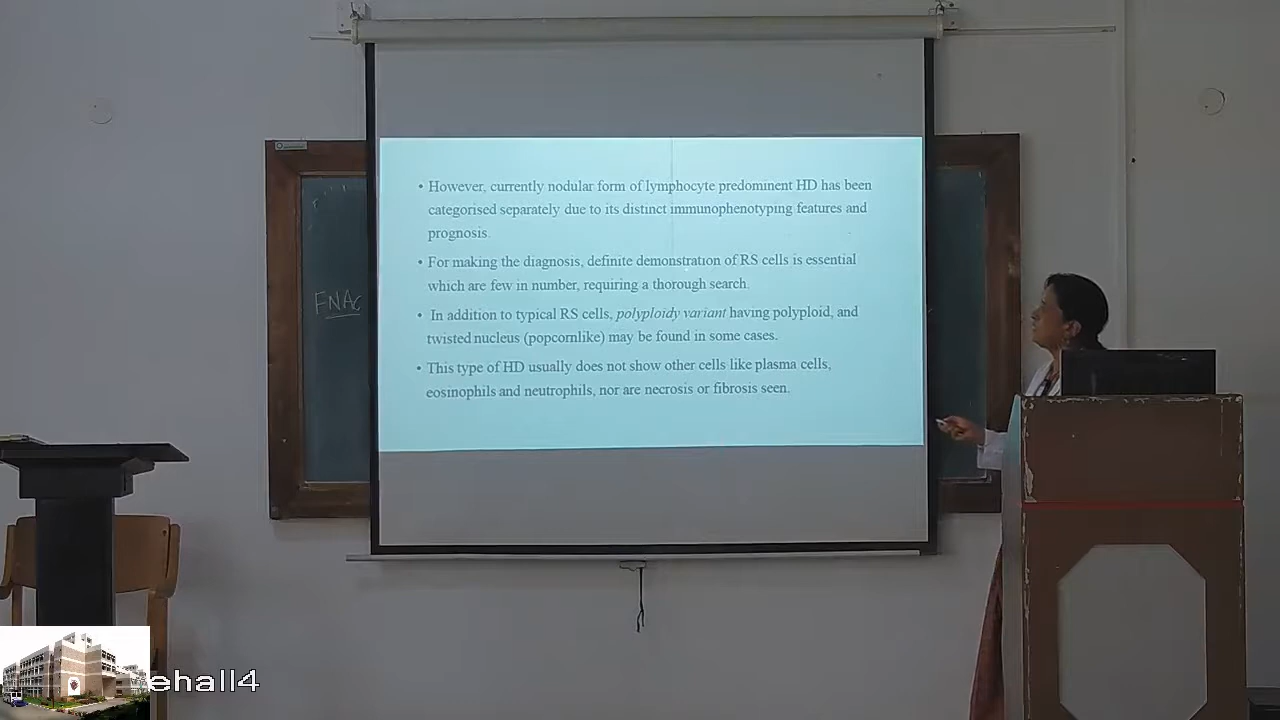 • However, currently nodular form of lymphocyte predominent HD has been
categorised separately due to its distinct immunophenotyping features and
prognosis.
• For making the diagnosis, definite demonstration of RS cells is essential
which are few in number, requiring a thorough search.
• In addition to typical RS cells, polyploidy variant having polyploid, and
twisted nucleus (popcornlike) may be found in some cases.
• This type of HD usually does not show other cells like plasma cells,
eosinophils and neutrophils, nor are necrosis or fibrosis seen.
FNAC
ehall4